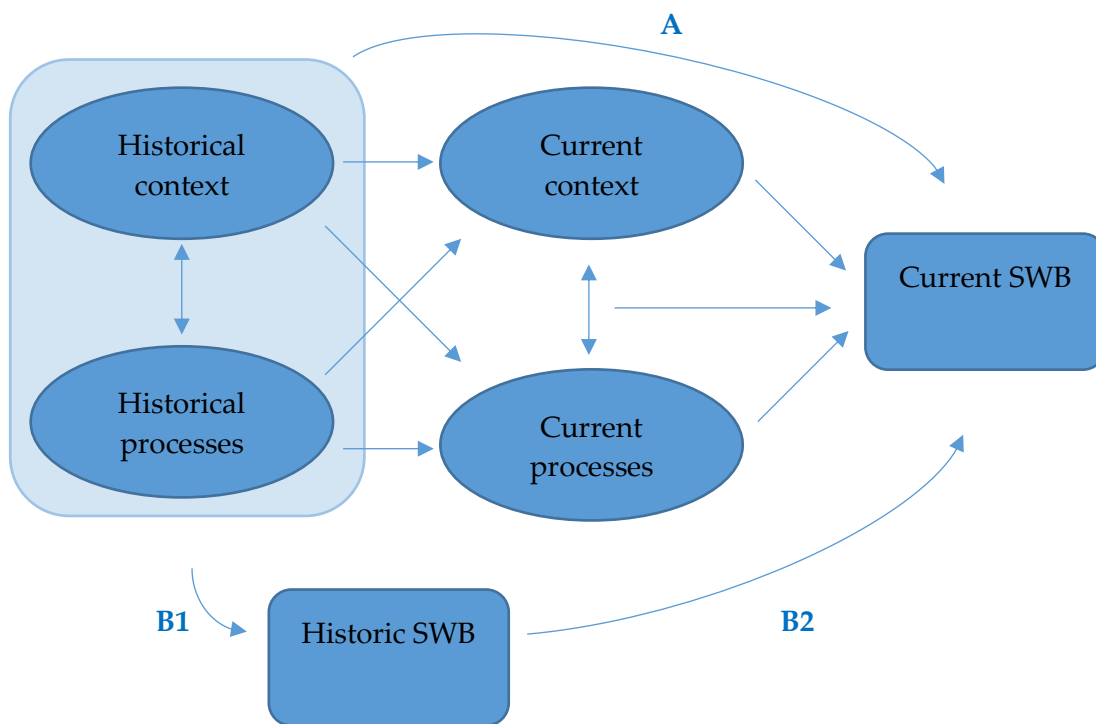 A
Historical
context
Current
context
Current SWB
Historical
processes
Current
processes
B1
Historic SWB
B2